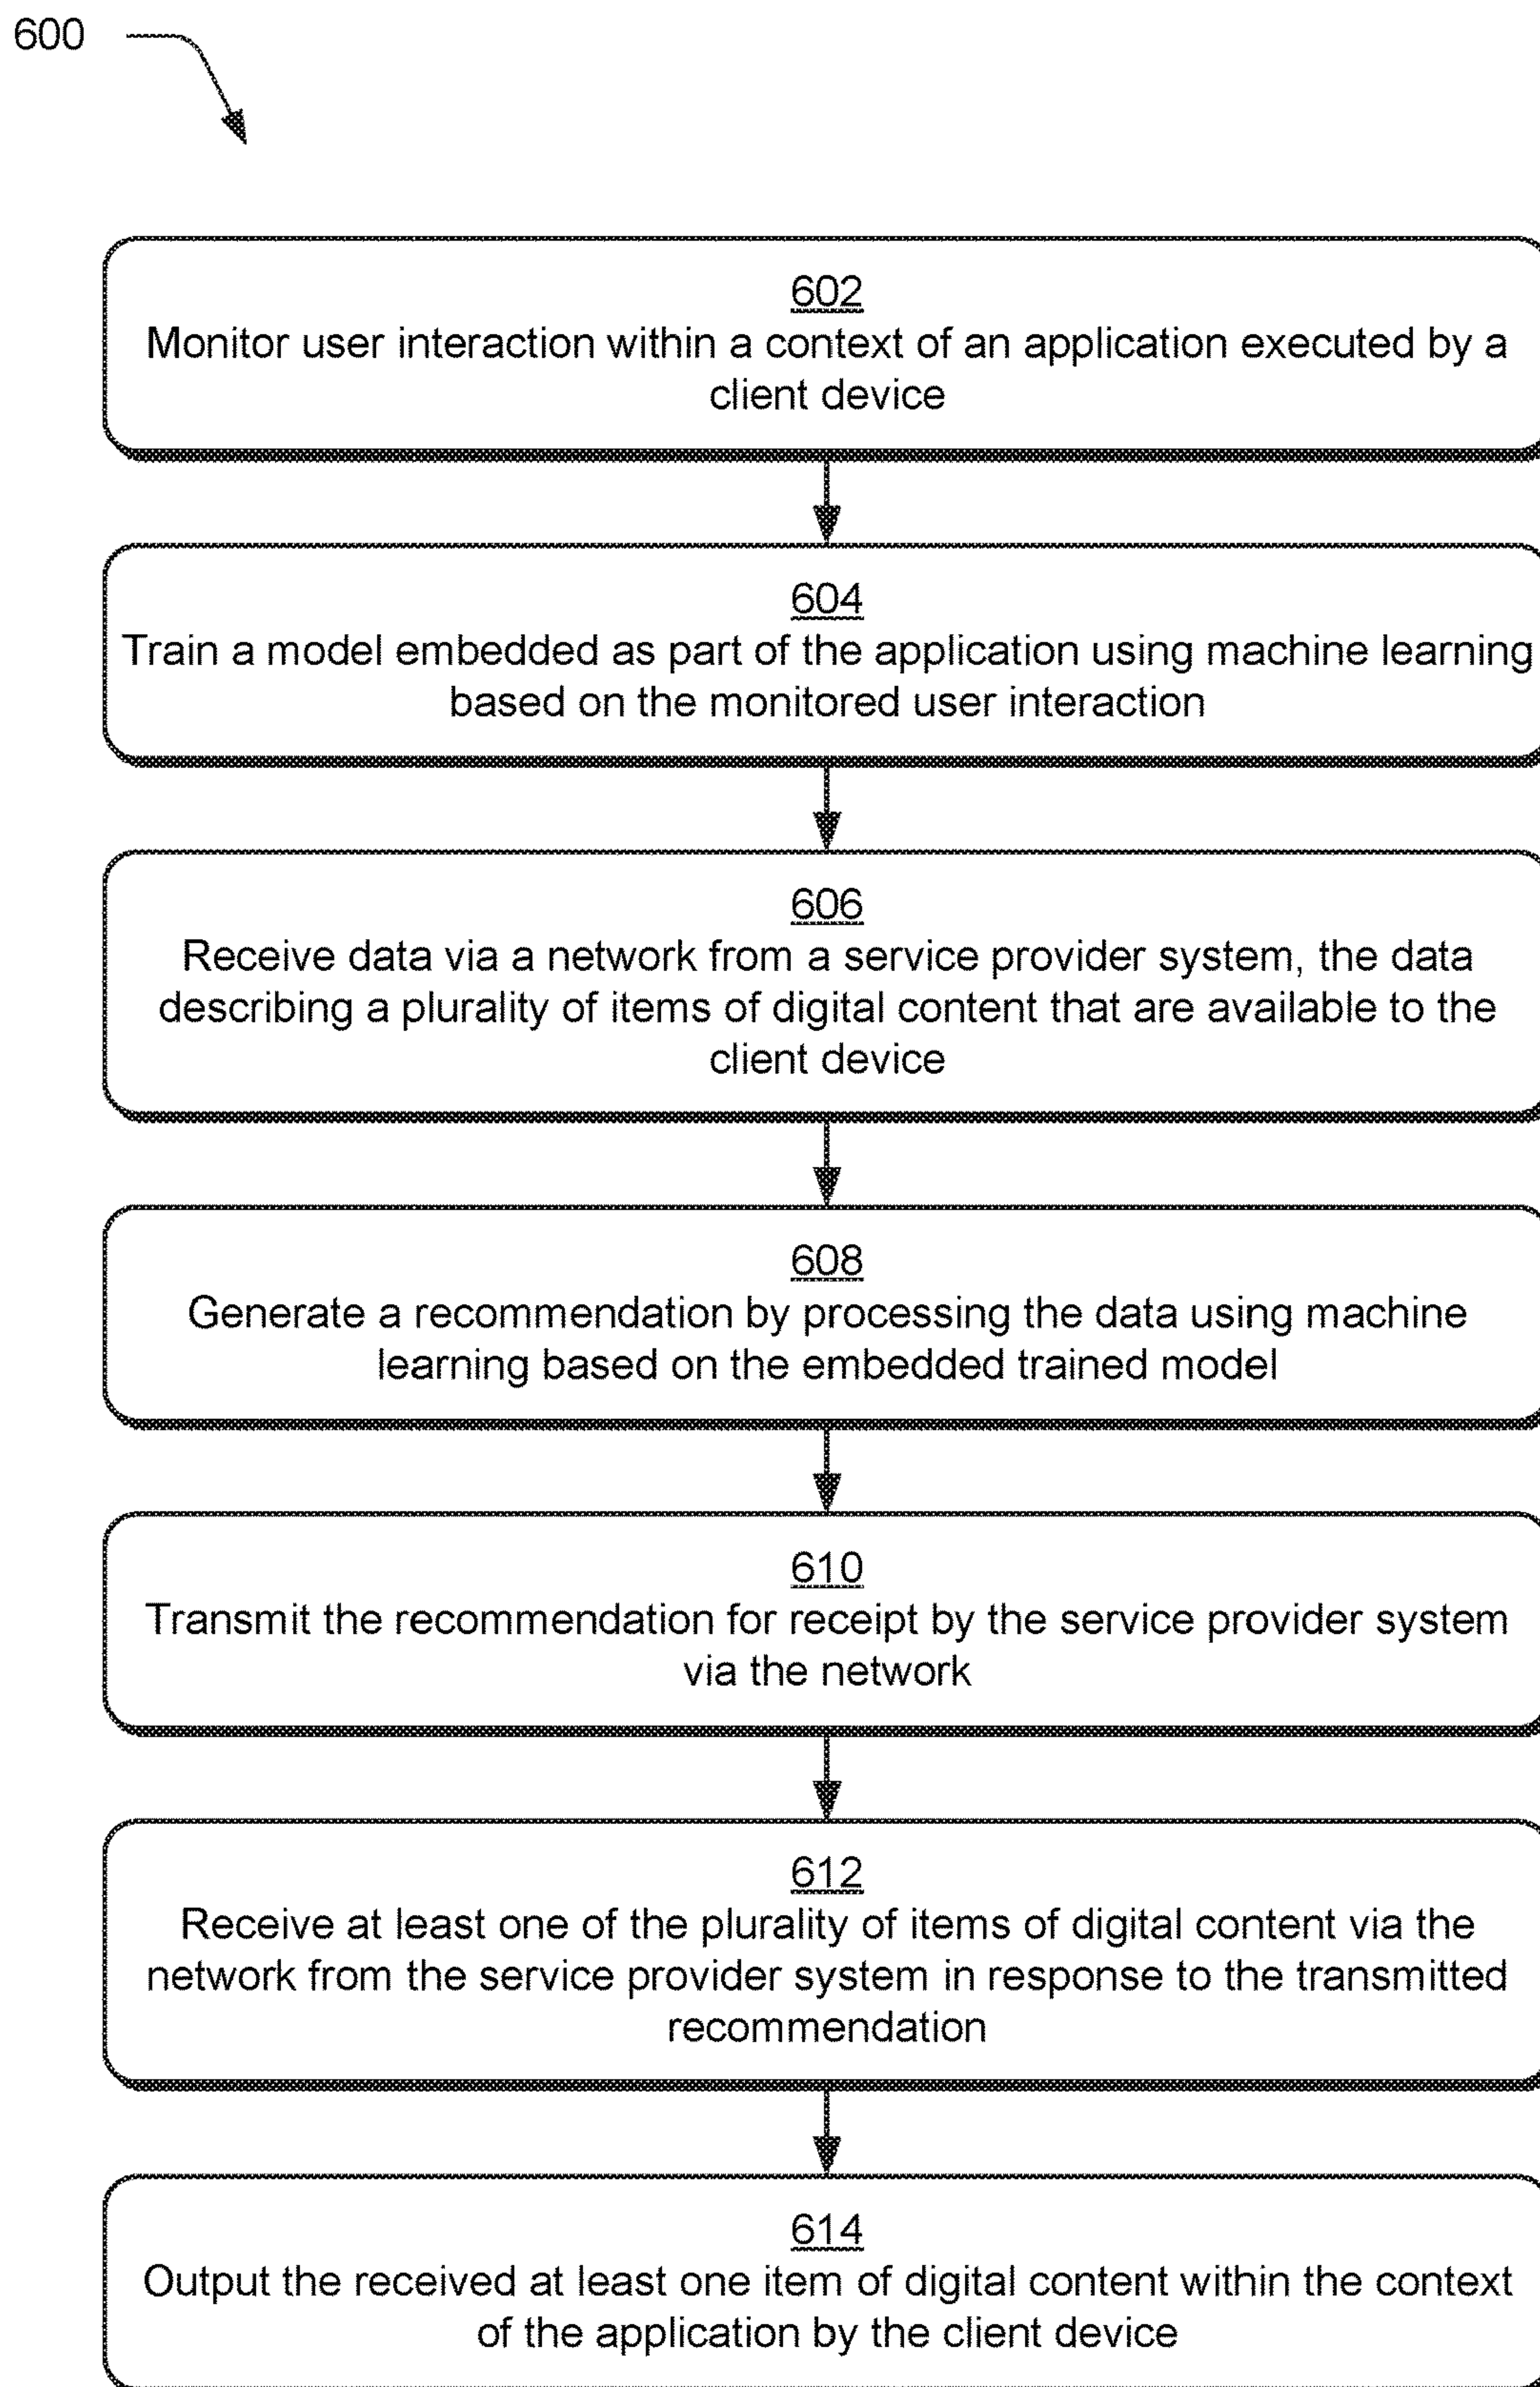 600
602
Monitor user interaction within a context of an application executed by a
client device
604
Train a model embedded as part of the application using machine learning
based on the monitored user interaction
606
Receive data via a network from a service provider system, the data
describing a plurality of items of digital content that are available to the
client device
608
Generate a recommendation by processing the data using machine
learning based on the embedded trained model
610
Transmit the recommendation for receipt by the service provider system
via the network
612
Receive at least one of the plurality of items of digital content via the
network from the service provider system in response to the transmitted
recommendation
614
Output the received at least one item of digital content within the context
of the application by the client device